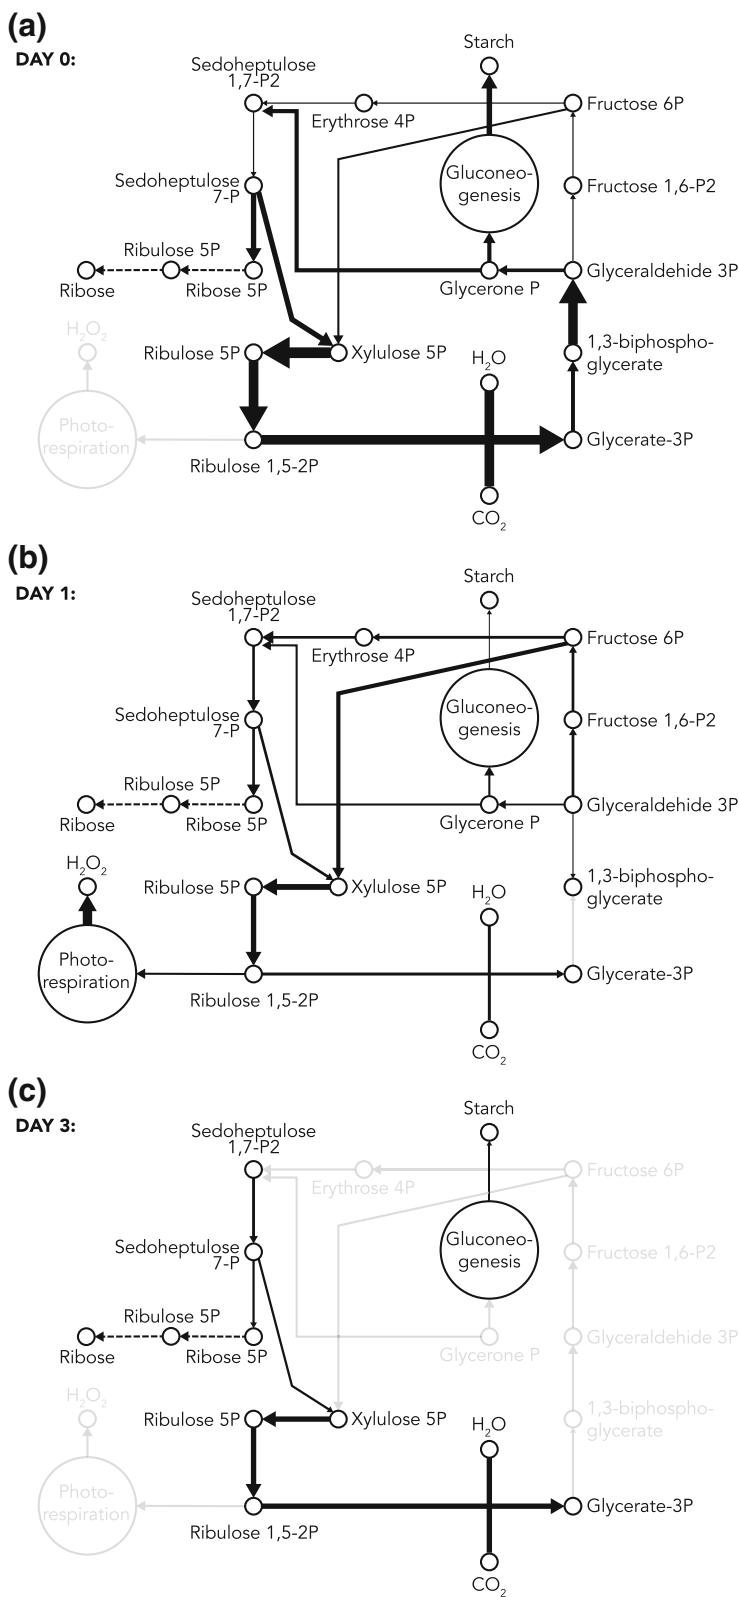 (a)
DAY 0:
Starch
Sedoheptulose
1,7-P2
Erythrose 4P
Fructose 6P
Gluconeo-
genesis
Sedoheptulose
7-P
Fructose 1,6-P2
Ribulose 5P
Ribose
Ribose 5P
Glycerone P
Glyceraldehide 3P
H2O2
Ribulose 5P
Xylulose 5P
H2O
1,3-biphospho-
glycerate
Photo-
respiration
Ribulose 1,5-2P
Glycerate-3P
CO2
(b)
DAY 1:
Starch
Sedoheptulose
1,7-P2
Erythrose 4P
Fructose 6P
Gluconeo-
genesis
Sedoheptulose
7-P
Fructose 1,6-P2
Ribulose 5P
Ribose
Ribose 5P
Glycerone P
Glyceraldehide 3P
H2O2
Ribulose 5P
Xylulose 5P
H2O
1,3-biphospho-
glycerate
Photo-
respiration
Ribulose 1,5-2P
Glycerate-3P
CO2
(c)
DAY 3:
Starch
Sedoheptulose
1,7-P2
Erythrose 4P
Fructose 6P
Gluconeo-
genesis
Sedoheptulose
7-P
Fructose 1,6-P2
Ribulose 5P
Ribose
Ribose 5P
Glycerone P
Glyceraldehide 3P
H2O2
Ribulose 5P
Xylulose 5P
H2O
1,3-biphospho-
glycerate
Photo-
respiration
Ribulose 1,5-2P
Glycerate-3P
CO2